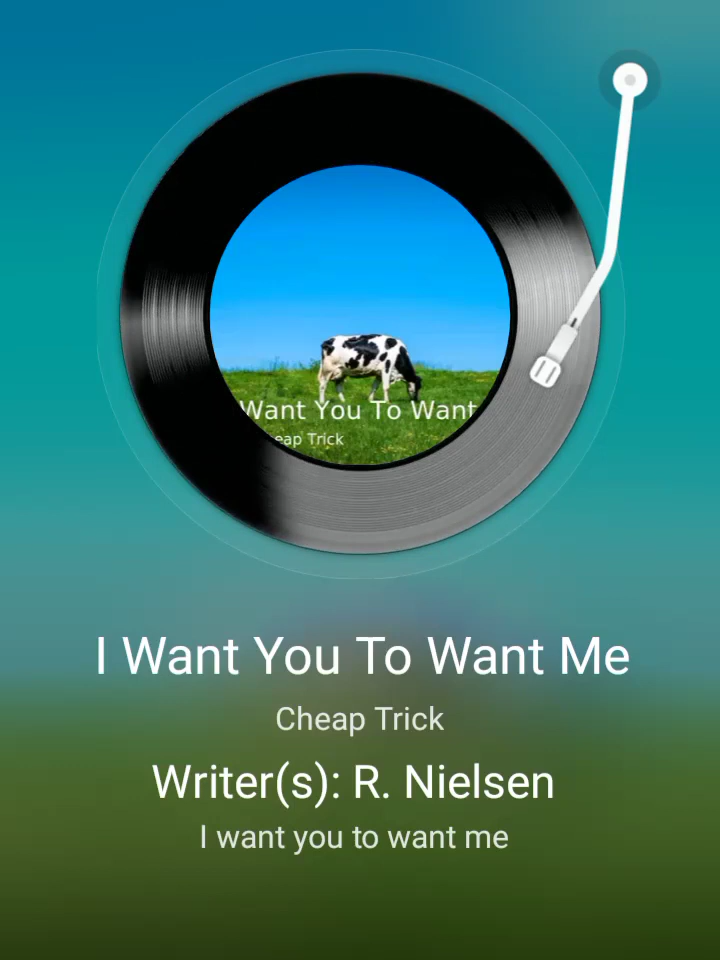 Want You To Want
eap Trick
I Want You To Want Me
Cheap Trick
Writer(s): R. Nielsen
I want you to want me